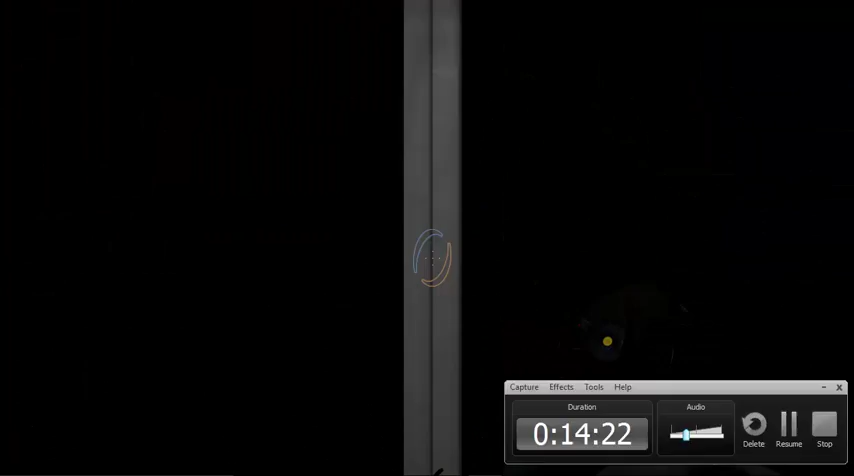 Capture Effects Tools Help
Duration
Audio
0:14:22
Delete Resume Stop